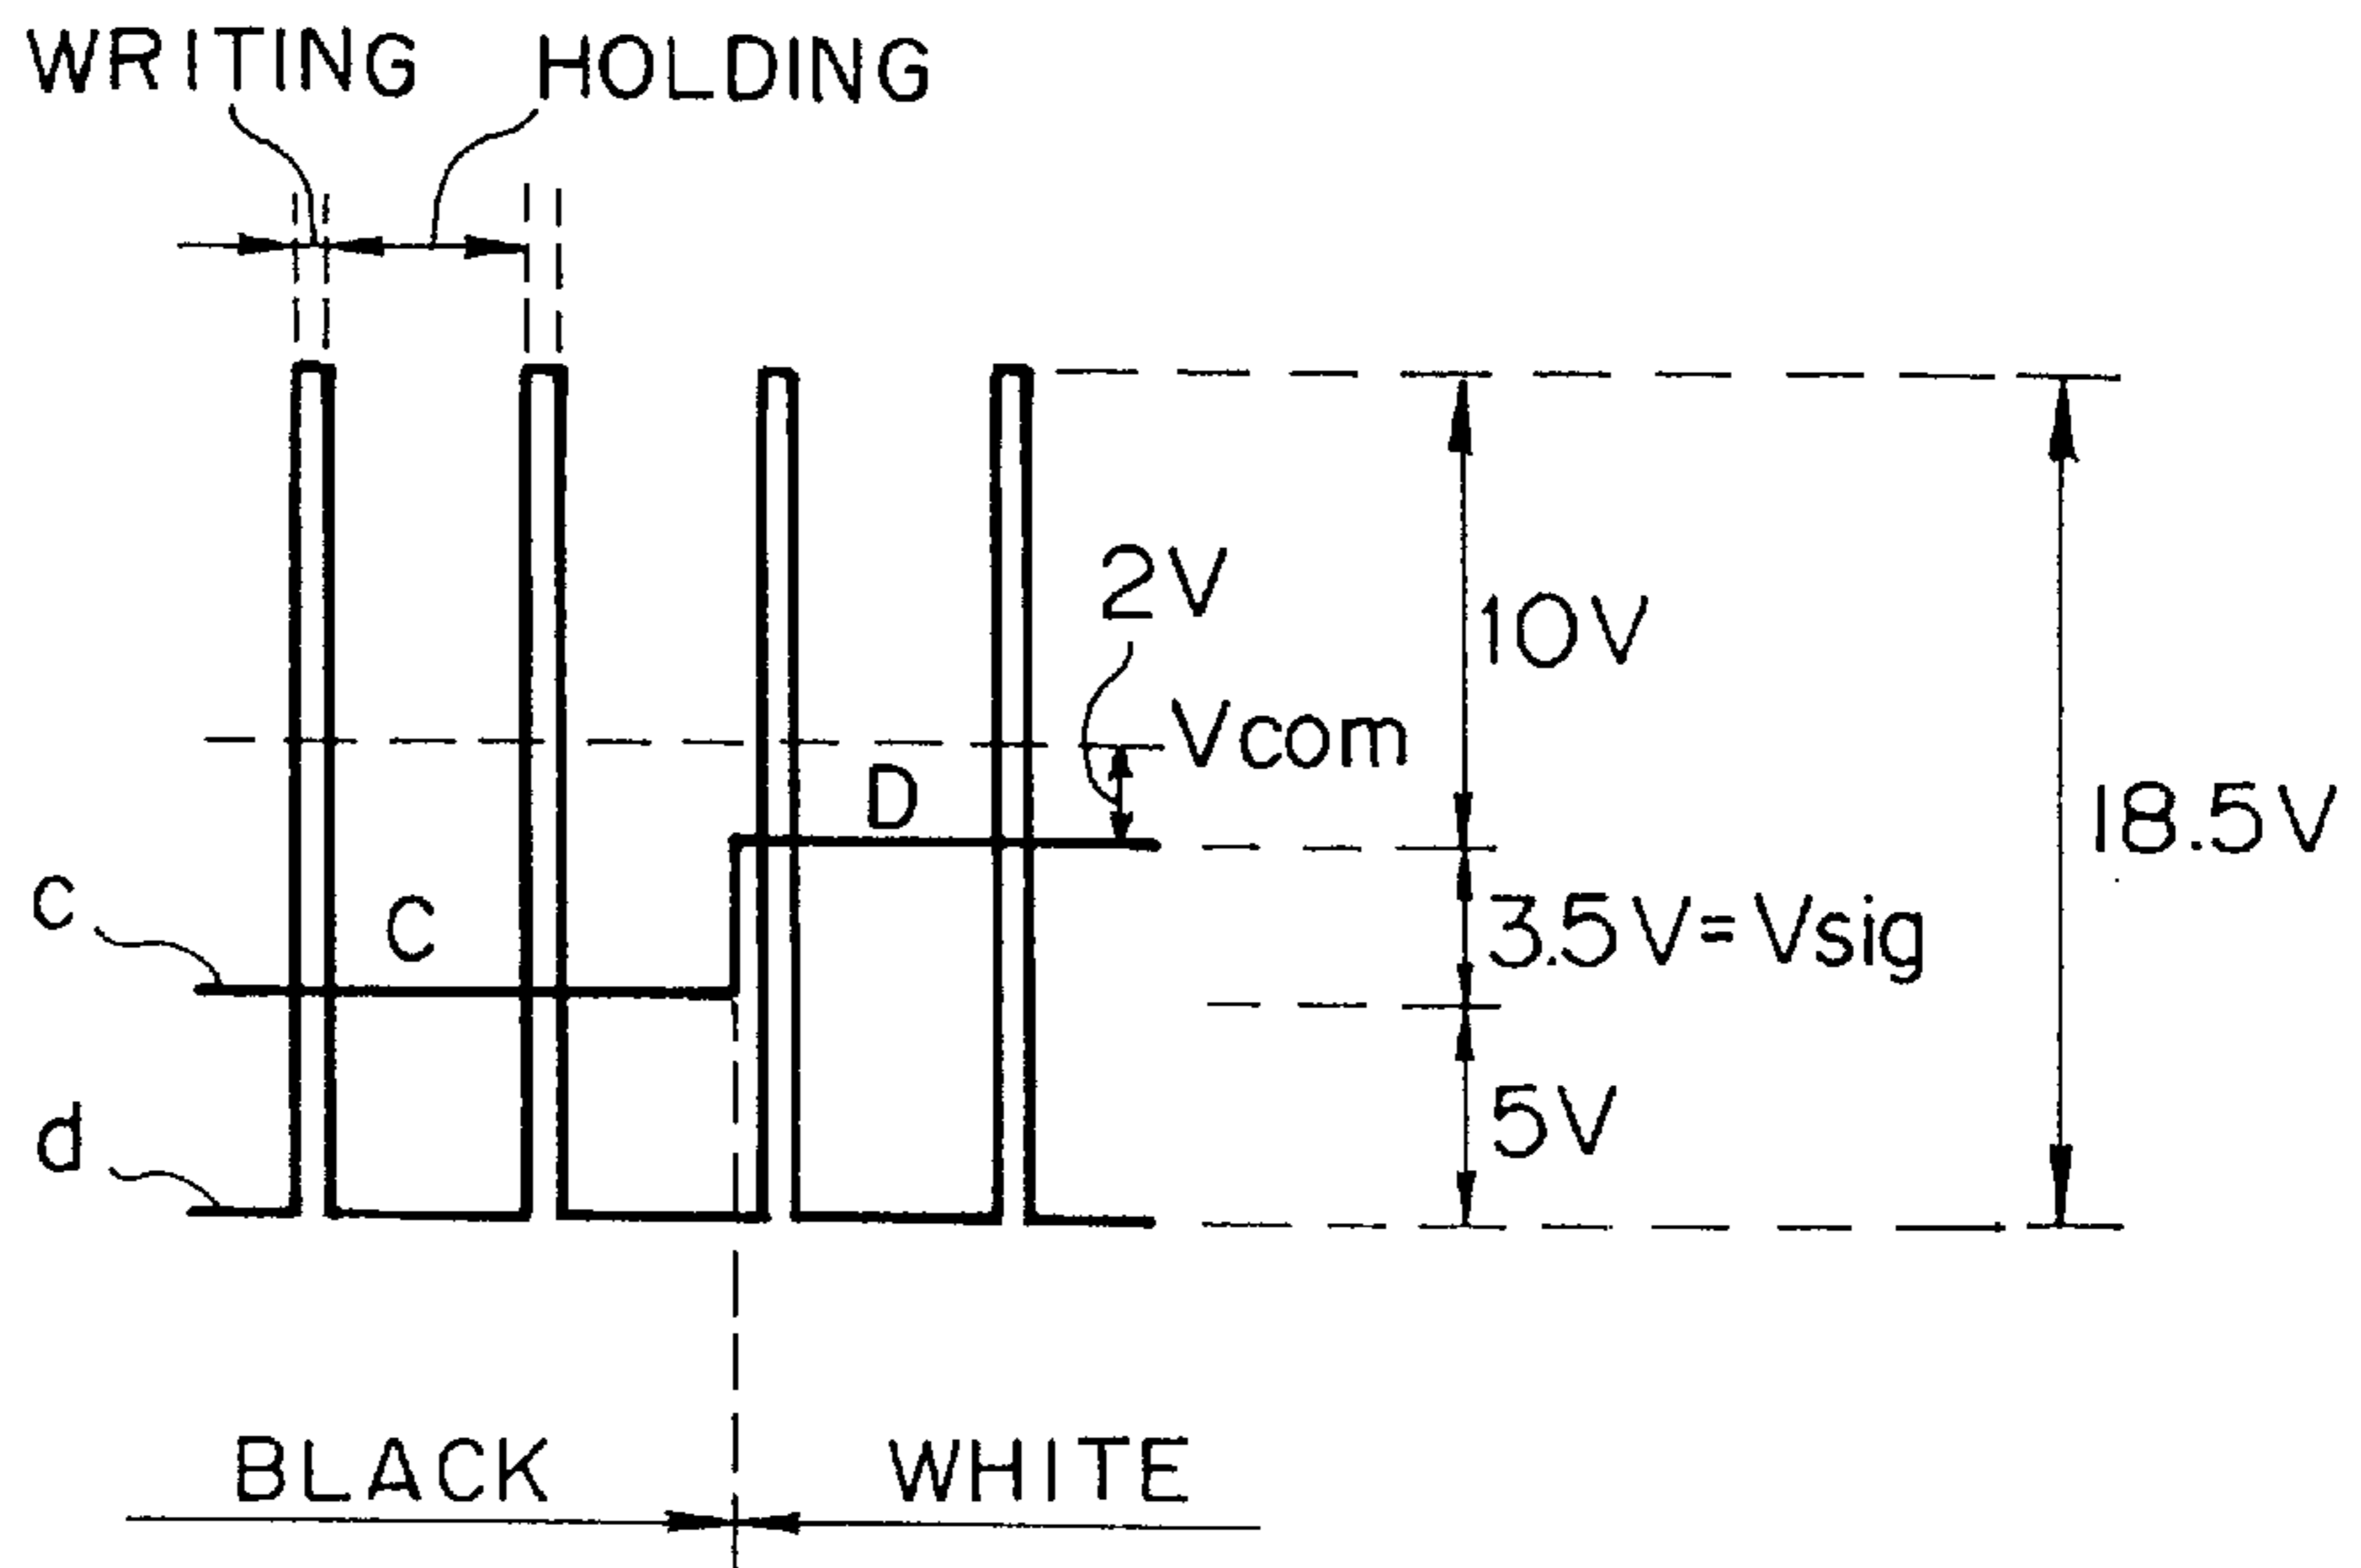 WRITING HOLDING
2V
10V
Vcom
D
18.5V
c
C
3.5V=Vsig
d
5V
BLACK WHITE